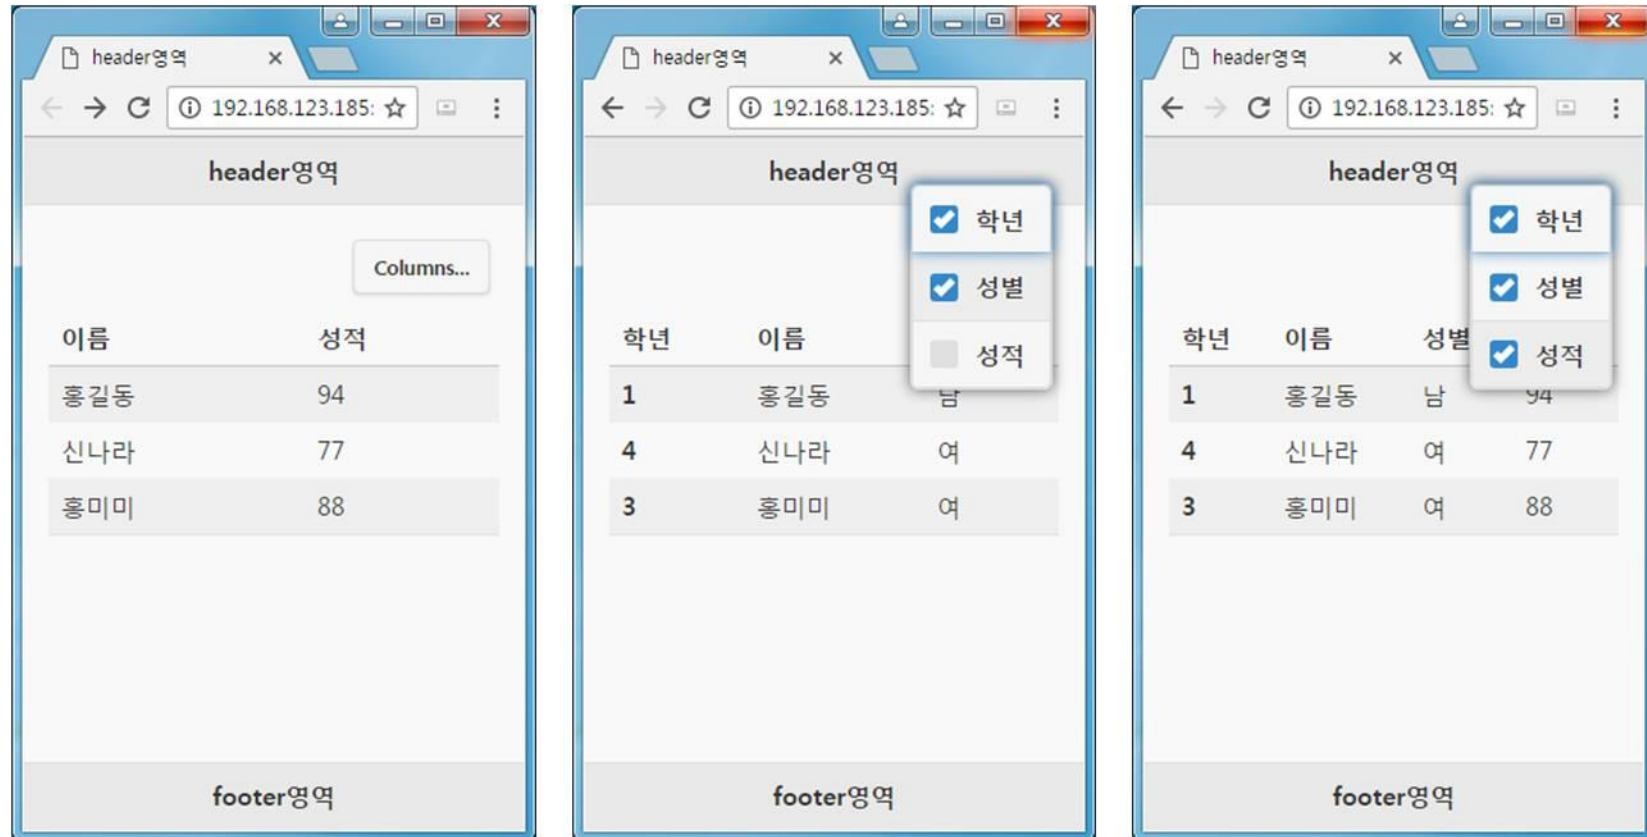 header영역
192.168.123.185:
header영역
Columns...
이름 성적
홍길동 94
신나라 77
홍미미 88
footer영역
header영역
192.168.123.185:
header영역
학년
성별
성적
학년 이름
1 홍길동 남
4 신나라 여
3 홍미미 여
footer영역
header영역
192.168.123.185:
header영역
학년
성별
성적
학년 이름 성별
1 홍길동 남 94
4 신나라 여 77
3 홍미미 여 88
footer영역